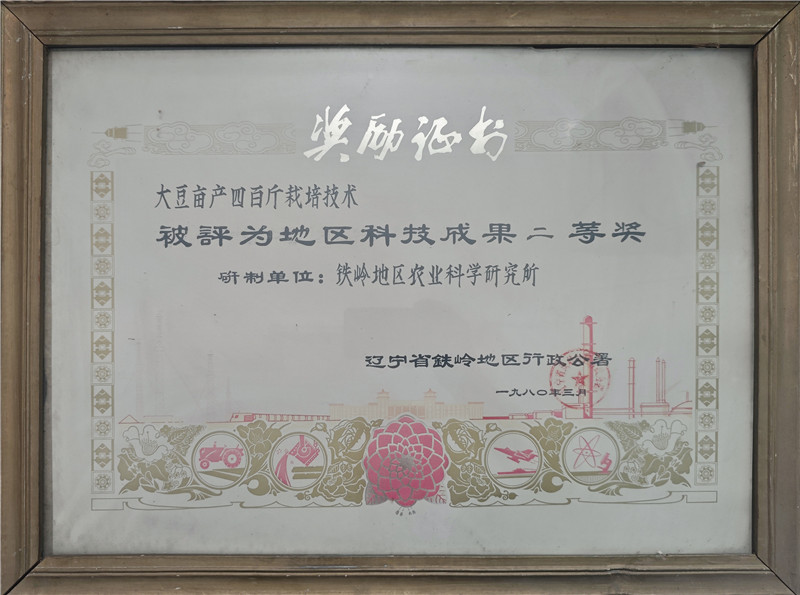 奖励证书
大豆亩产四百斤栽培技术
被評为地区科技成果二等奖
研制单位：铁岭地区农业科学研究所
辽宁省鉄岭地区行政公署
一九八〇年三月